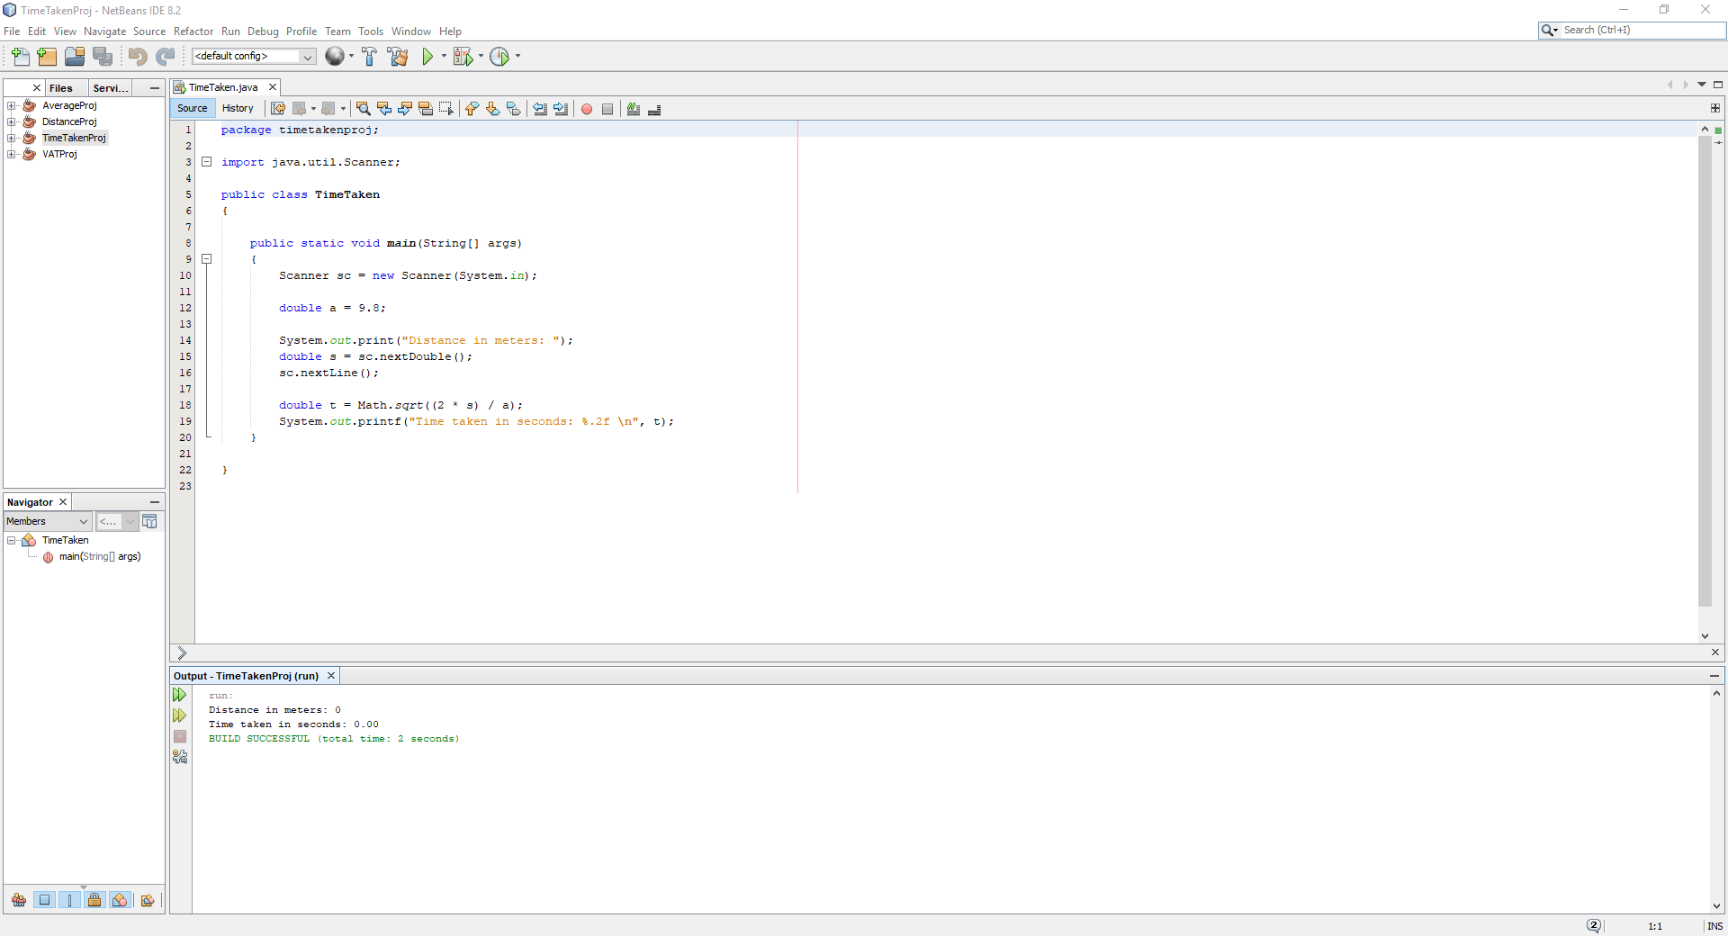 TimeTakenProj - NetBeans IDE 8.2
File Edit View Navigate Source Refactor Run Debug Profile Team Tools Window Help
Search (Ctrl+I)
<default config>
Files Servi...
AverageProj
DistanceProj
TimeTakenProj
VATProj
TimeTaken.java
Source History
1 package timetakenproj;
2
3 import java.util.Scanner;
4
5 public class TimeTaken
6 {
7
8 public static void main(String[] args)
9 {
10 Scanner sc = new Scanner(System.in);
11
12 double a = 9.8;
13
14 System.out.print("Distance in meters: ");
15 double s = sc.nextDouble();
16 sc.nextLine();
17
18 double t = Math.sqrt((2 * s) / a);
19 System.out.printf("Time taken in seconds: %.2f \n", t);
20 }
21
22 }
23
Navigator
Members <...
TimeTaken
main(String[] args)
Output - TimeTakenProj (run)
run:
Distance in meters: 0
Time taken in seconds: 0.00
BUILD SUCCESSFUL (total time: 2 seconds)
2 1:1 INS